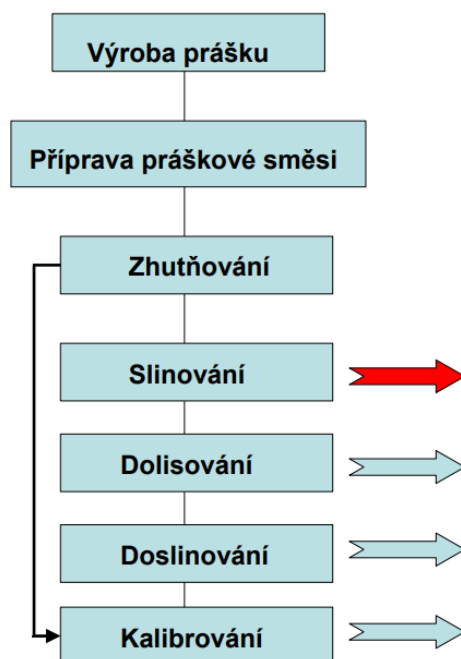 Výroba prášku
Příprava práškové směsi
Zhutňování
Slinování
Dolisování
Doslinování
Kalibrování